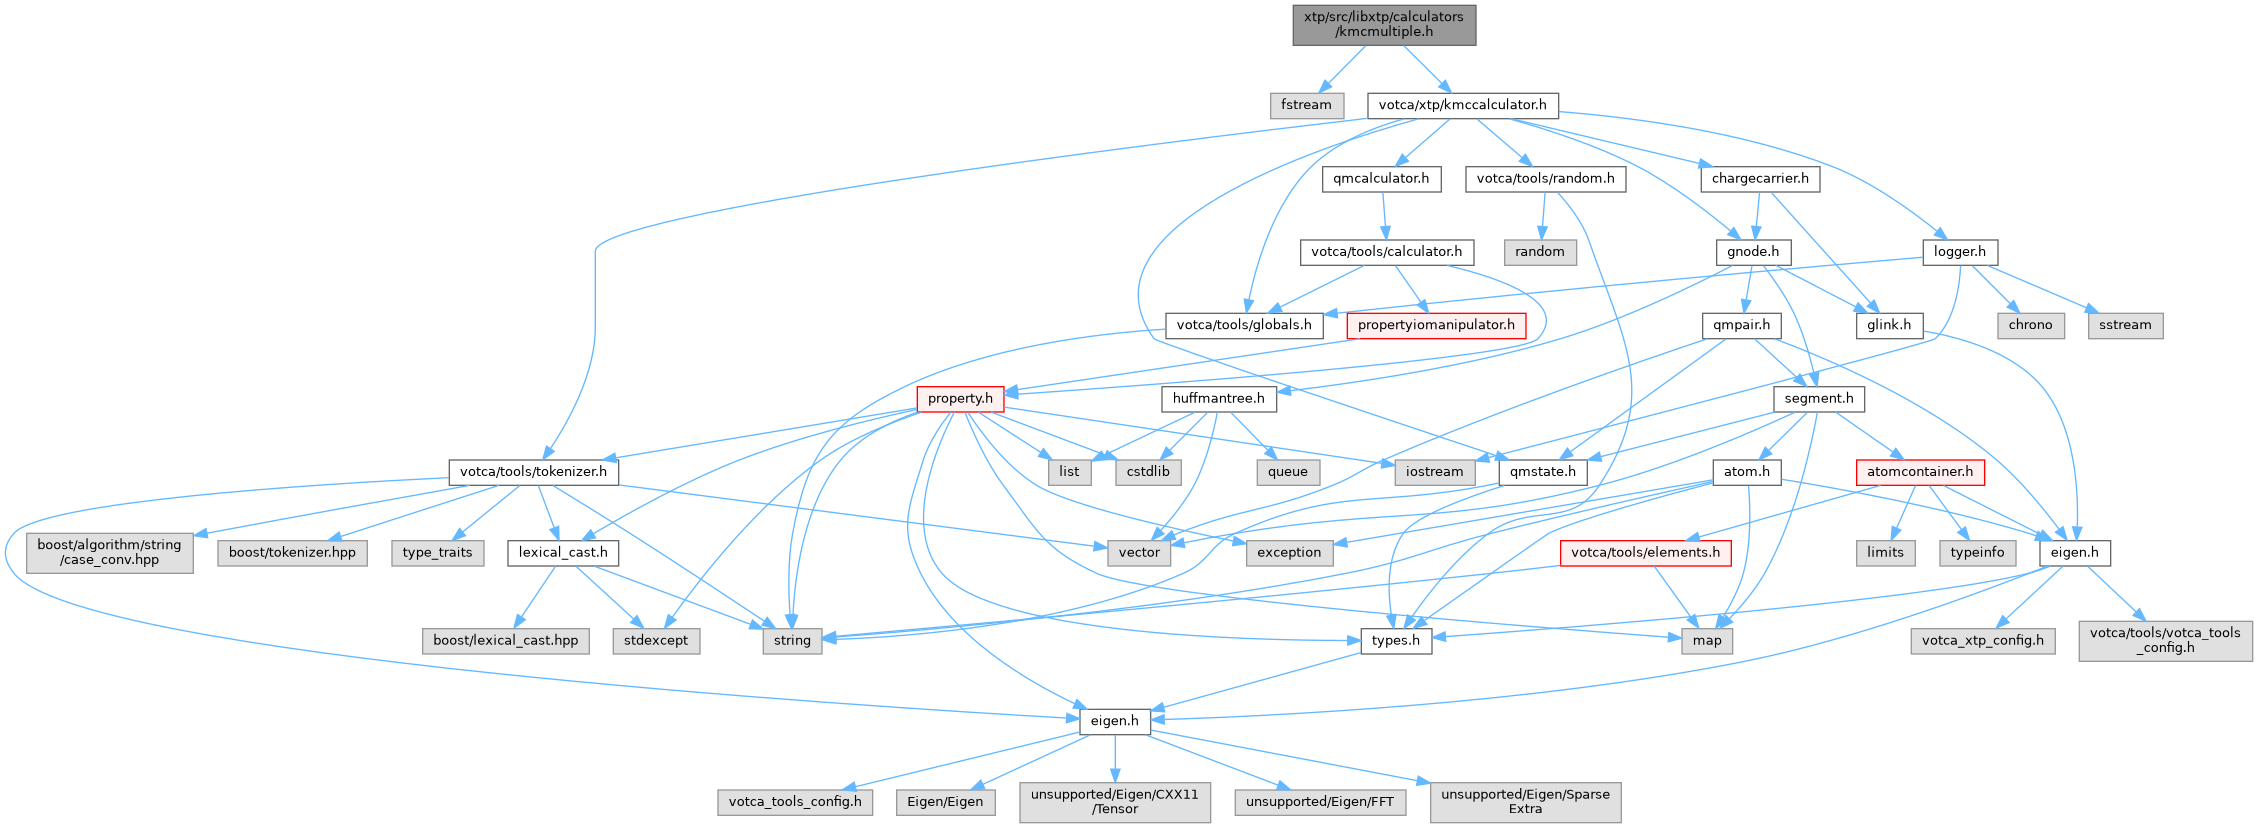 xtp/src/libxtp/calculators
/kmcmultiple.h
fstream
votca/xtp/kmccalculator.h
qmcalculator.h
votca/tools/random.h
chargecarrier.h
votca/tools/calculator.h
random
gnode.h
logger.h
votca/tools/globals.h
propertyiomanipulator.h
qmpair.h
glink.h
chrono
sstream
property.h
huffmantree.h
segment.h
votca/tools/tokenizer.h
list
cstdlib
queue
iostream
qmstate.h
atom.h
atomcontainer.h
boost/algorithm/string
/case_conv.hpp
boost/tokenizer.hpp
type_traits
lexical_cast.h
vector
exception
votca/tools/elements.h
limits
typeinfo
eigen.h
boost/lexical_cast.hpp
stdexcept
string
types.h
map
votca_xtp_config.h
votca/tools/votca_tools
_config.h
eigen.h
votca_tools_config.h
Eigen/Eigen
unsupported/Eigen/CXX11
/Tensor
unsupported/Eigen/FFT
unsupported/Eigen/Sparse
Extra